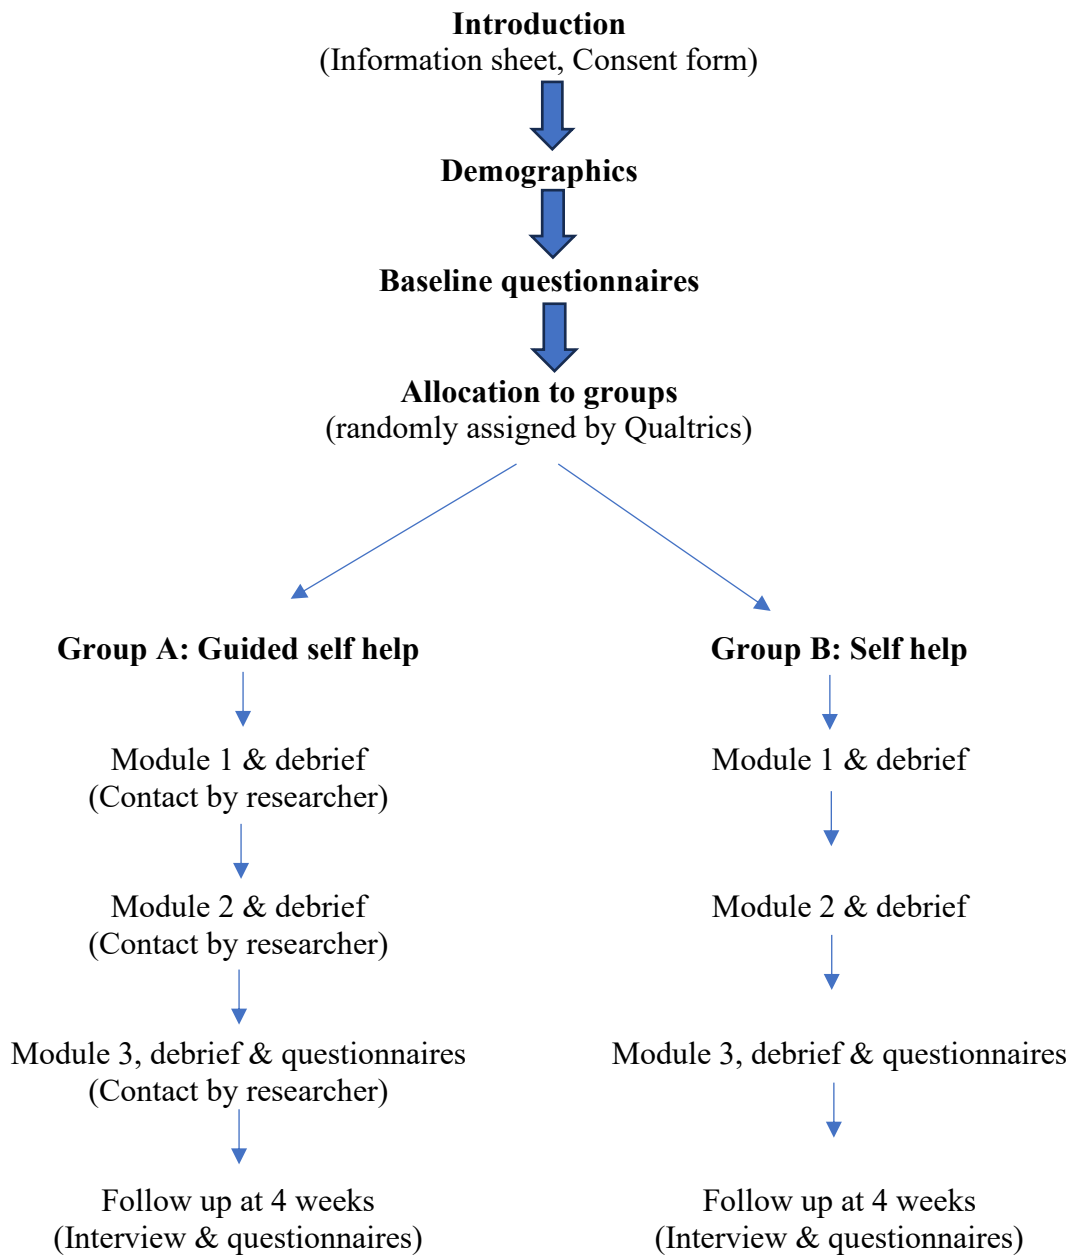 Introduction
(Information sheet, Consent form)
Demographics
Baseline questionnaires
Allocation to groups
(randomly assigned by Qualtrics)
Group A: Guided self help
Module 1 & debrief
(Contact by researcher)
Module 2 & debrief
(Contact by researcher)
Module 3, debrief & questionnaires
(Contact by researcher)
Follow up at 4 weeks
(Interview & questionnaires)
Group B: Self help
Module 1 & debrief
Module 2 & debrief
Module 3, debrief & questionnaires
Follow up at 4 weeks
(Interview & questionnaires)